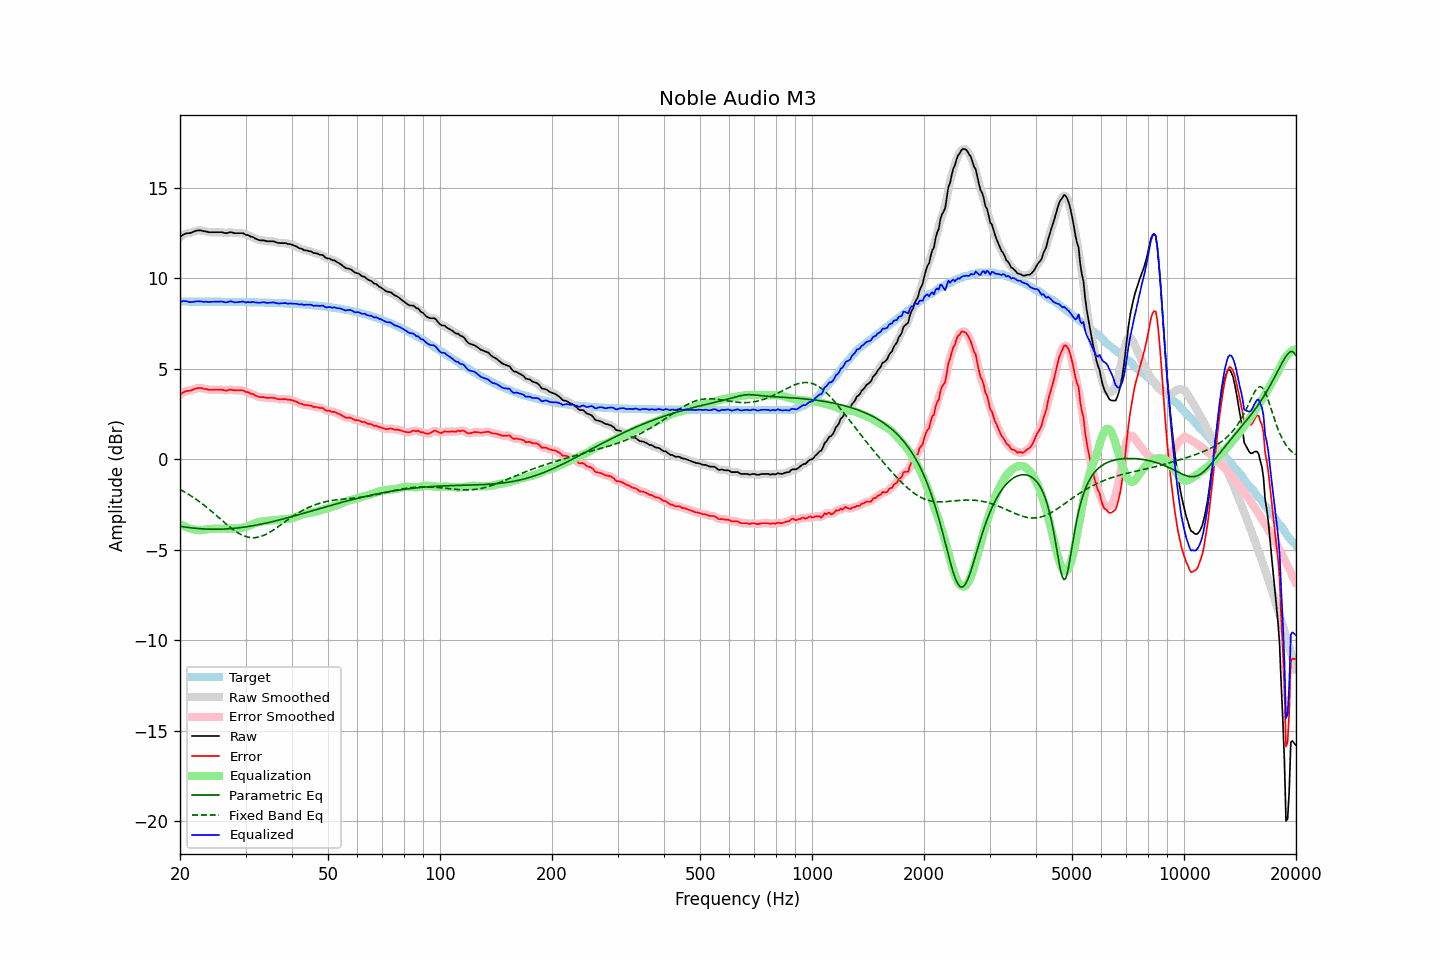 Noble Audio M3
Amplitude (dBr)
15
10
5
0
−5
−10
−15
−20
Target
Raw Smoothed
Error Smoothed
Raw
Error
Equalization
Parametric Eq
Fixed Band Eq
Equalized
20 50 100 200 500 1000 2000 5000 10000 20000
Frequency (Hz)